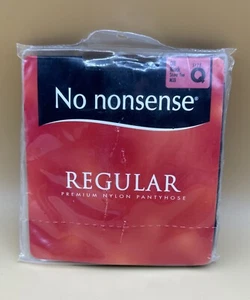 Q
No nonsense®
REGULAR
PREMIUM NYLON PANTYHOSE